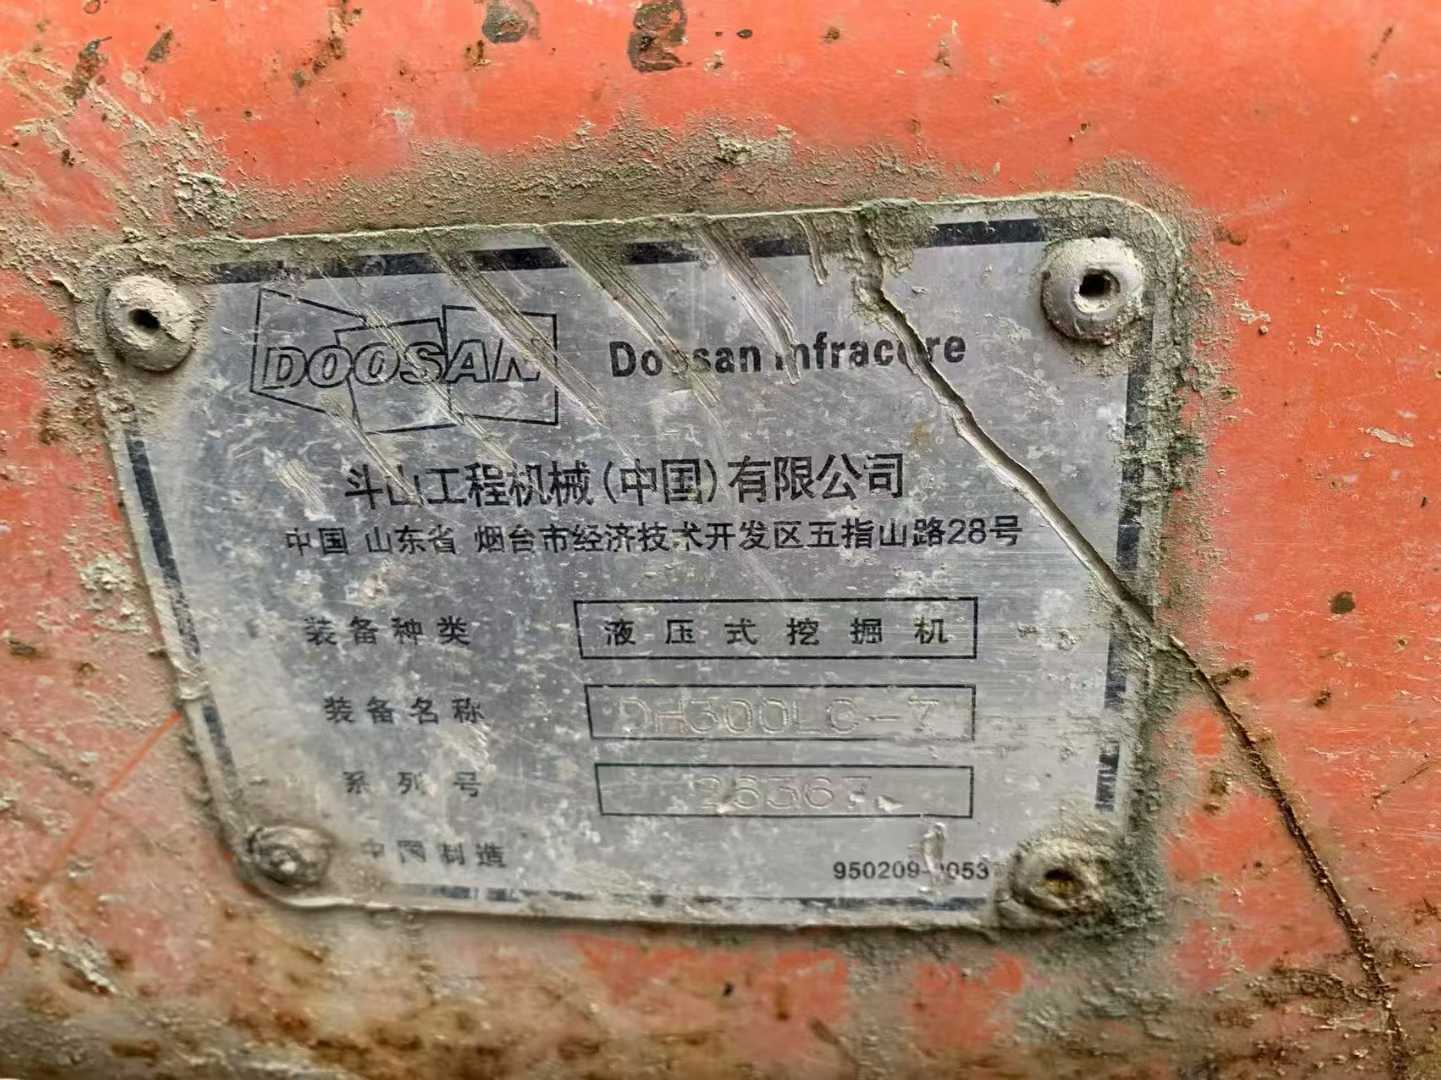 DOOSAN Doosan Infracore
斗山工程机械(中国)有限公司
中国 山东省 烟台市经济技术开发区五指山路28号
装备种类 液压式挖掘机
装备名称 DH300LC-7
系列号 26367
中国制造